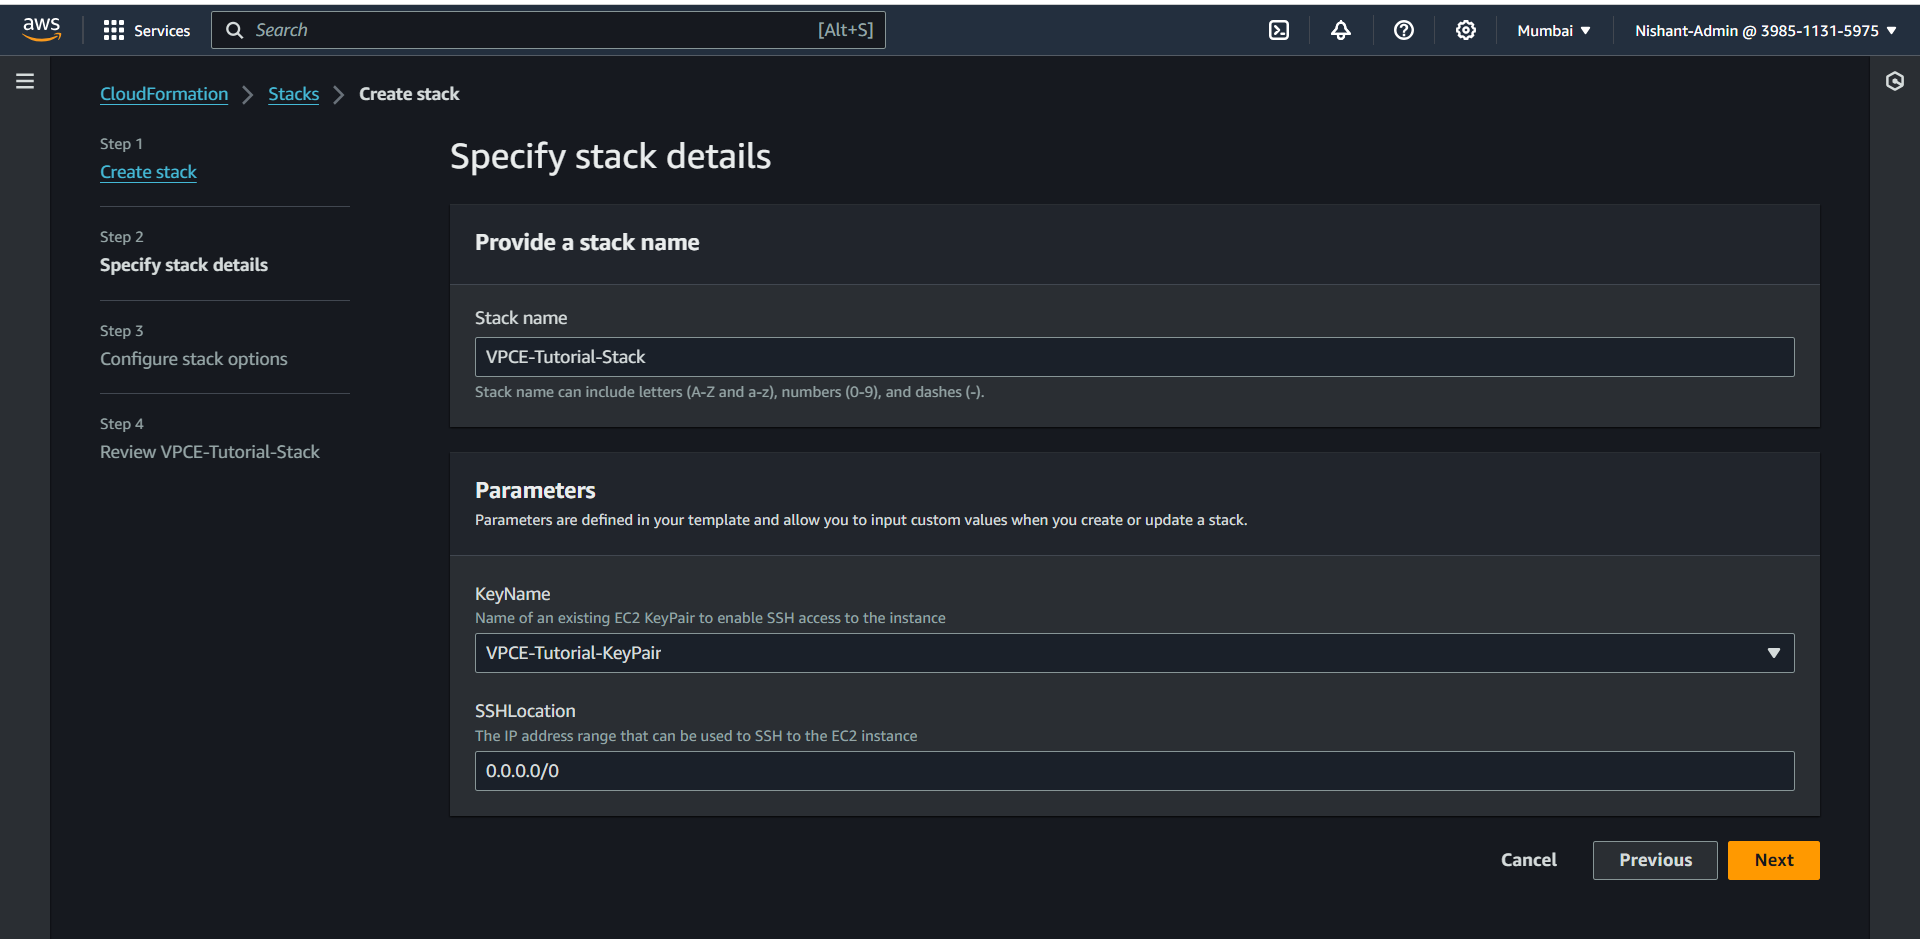 aws
Services
Search [Alt+S]
Mumbai
Nishant-Admin @ 3985-1131-5975
CloudFormation
Stacks
Create stack
Step 1
Create stack
Step 2
Specify stack details
Step 3
Configure stack options
Step 4
Review VPCE-Tutorial-Stack
Specify stack details
Provide a stack name
Stack name
VPCE-Tutorial-Stack
Stack name can include letters (A-Z and a-z), numbers (0-9), and dashes (-).
Parameters
Parameters are defined in your template and allow you to input custom values when you create or update a stack.
KeyName
Name of an existing EC2 KeyPair to enable SSH access to the instance
VPCE-Tutorial-KeyPair
SSHLocation
The IP address range that can be used to SSH to the EC2 instance
0.0.0.0/0
Cancel
Previous
Next